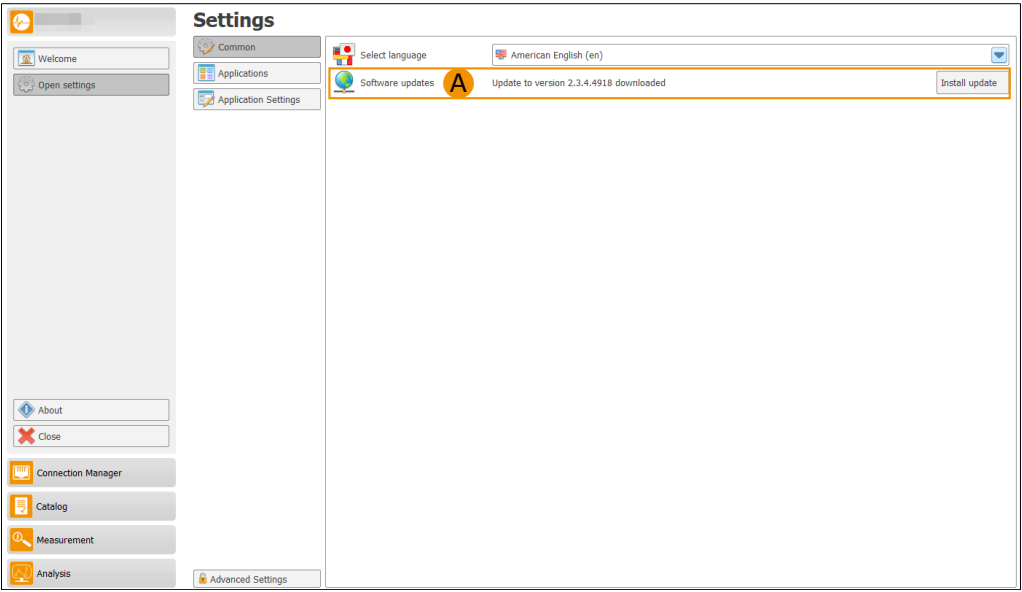 Settings
Welcome
Open settings
About
Close
Connection Manager
Catalog
Measurement
Analysis
Common
Applications
Application Settings
Advanced Settings
Select language
American English (en)
Software updates
A
Update to version 2.3.4.4918 downloaded
Install update